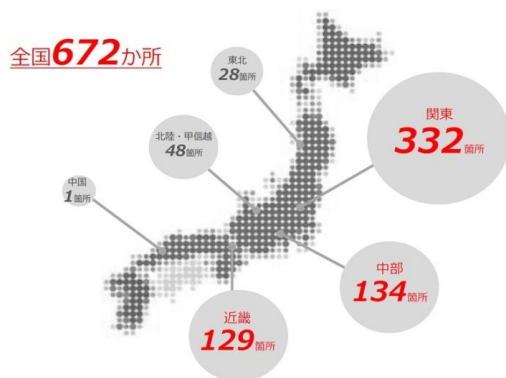 全国672か所
東北
28箇所
関東
332箇所
北陸・甲信越
48箇所
中国
1箇所
中部
134箇所
近畿
129箇所